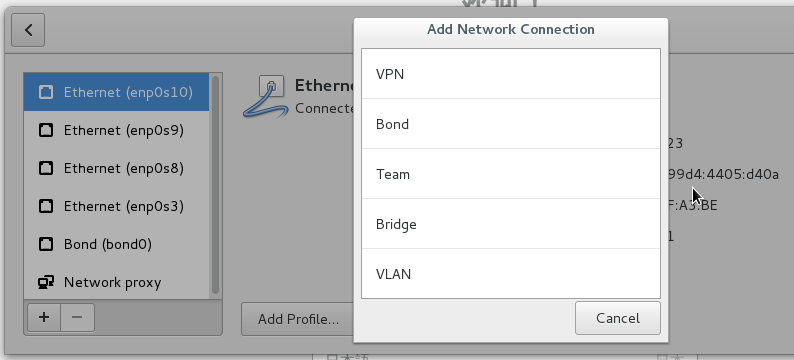 Add Network Connection
VPN
Bond
Team
Bridge
VLAN
Cancel
Ethernet (enp0s10)
Ethernet (enp0s9)
Ethernet (enp0s8)
Ethernet (enp0s3)
Bond (bond0)
Network proxy
+ −
Etherne
Connecte
23
99d4:4405:d40a
F:A3:BE
1
Add Profile...